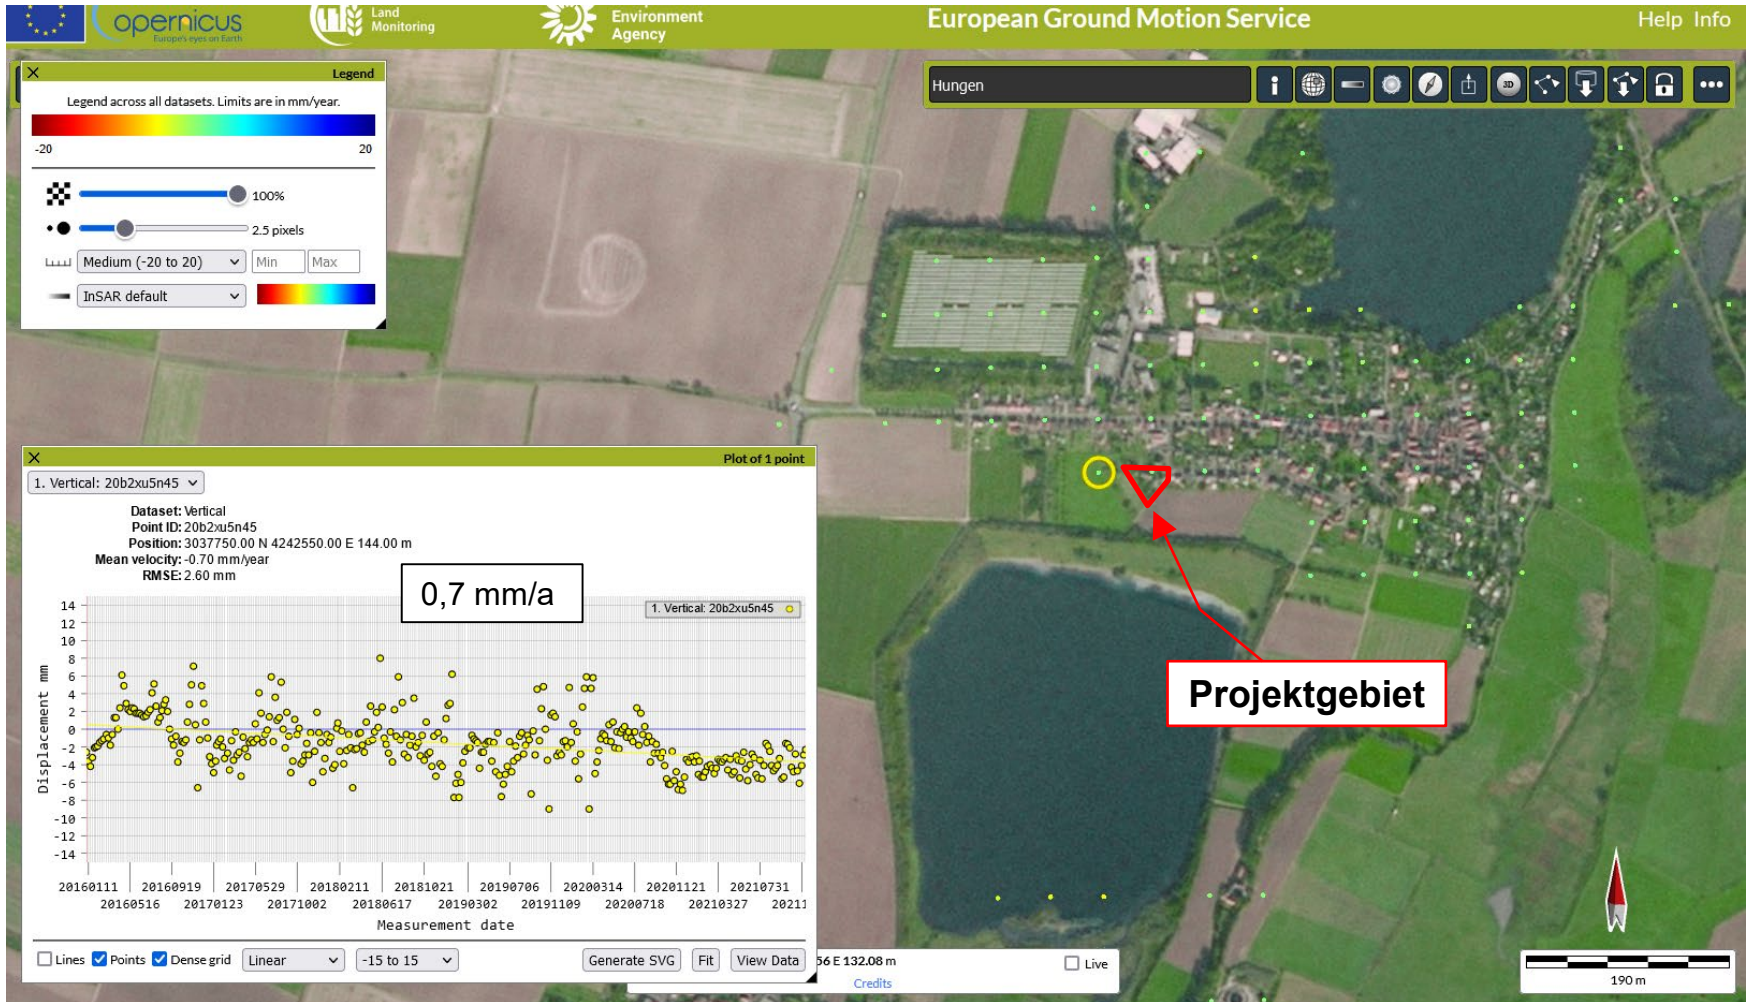 opernicus
Europe's eyes on Earth
Land
Monitoring
Environment
Agency
European Ground Motion Service
Help Info
Legend
Legend across all datasets. Limits are in mm/year.
-20 20
100%
2.5 pixels
Medium (-20 to 20) Min Max
InSAR default
Hungen
3D
Plot of 1 point
1. Vertical: 20b2xu5n45
Dataset: Vertical
Point ID: 20b2xu5n45
Position: 3037750.00 N 4242550.00 E 144.00 m
Mean velocity: -0.70 mm/year
RMSE: 2.60 mm
0,7 mm/a
1. Vertical: 20b2xu5n45
Displacement mm
14
12
10
8
6
4
2
0
-2
-4
-6
-8
-10
-12
-14
20160111 20160919 20170529 20180211 20181021 20190706 20200314 20201121 20210731
20160516 20170123 20171002 20180617 20190302 20191109 20200718 20210327 20211
Measurement date
Lines Points Dense grid Linear -15 to 15 Generate SVG Fit View Data
Projektgebiet
56 E 132.08 m
Credits
Live
190 m